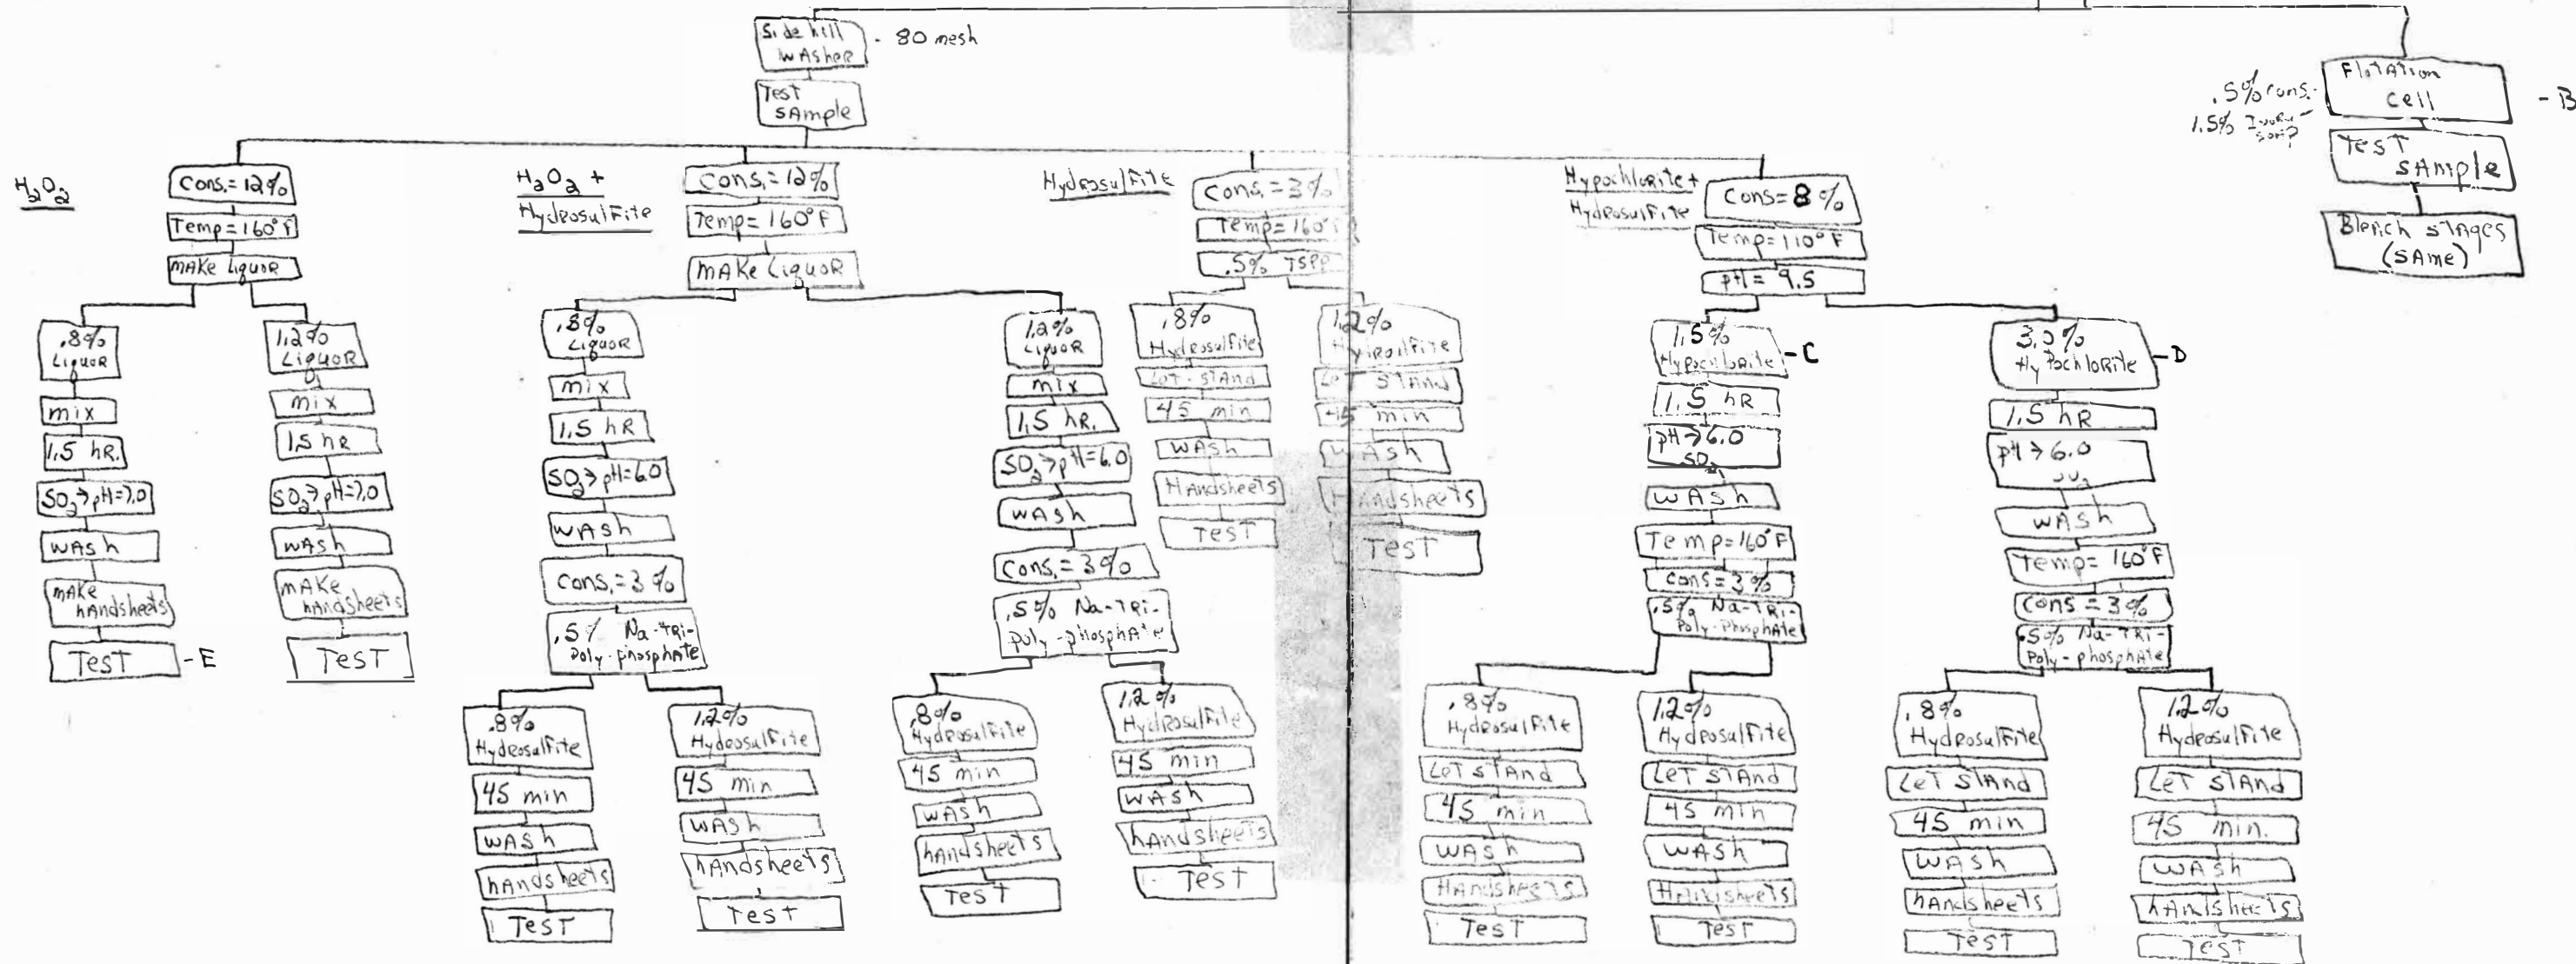 Side hill
WAsher
- 80 mesh
Test
SAmple
Flotation
Cell
- B
.5% cons.
1.5%
Test
SAmple
Bleach stages
(SAme)
H2O2
Cons. = 12%
Temp = 160°F
mAke Liquor
.8%
Liquor
mix
1.5 hR.
SO2→pH=7.0
wAsh
mAke
hAndsheets
TesT
- E
1.2%
Liquor
mix
1.5 hR
SO2→pH=7.0
wAsh
mAke
hAndsheets
TesT
H2O2 +
HydrosulFite
Cons. = 12%
Temp = 160°F
mAke LiquoR
.8%
LiquoR
mix
1.5 hR
SO2→pH=6.0
wAsh
Cons. = 3%
.5% Na-TRi-
Poly-phosphAte
.8%
HydrosulFite
45 min
wAsh
hAndsheets
TesT
1.2%
HydrosulFite
45 min
wAsh
hAndsheets
Test
1.2%
LiquoR
mix
1.5 hR.
SO2→pH=6.0
wAsh
Cons. = 3%
.5% Na-TRi-
Poly-phosphAte
.8%
HydrosulFite
45 min
wAsh
hAndsheets
Test
1.2%
HydrosulFite
45 min
wAsh
hAndsheets
Test
HydrosulFite
Cons. = 3%
Temp = 160°F
.5% TSPP
.8%
HydrosulFite
LeT STAnd
45 min
wAsh
HAndsheets
TesT
1.2%
HydrosulFite
LeT STAnd
45 min
wAsh
HAndsheets
TesT
HypochloRite +
HydrosulFite
Cons = 8%
Temp = 110°F
pH = 9.5
1.5%
HypochloRite
- C
1.5 hR
pH→6.0
SO2
wAsh
Temp = 160°F
Cons = 3%
.5% Na-TRi-
Poly-PhosphAte
.8%
HydrosulFite
LeT STAnd
45 min
wAsh
HAndsheets
TesT
1.2%
HydrosulFite
LeT STAnd
45 min
wAsh
HAndsheets
TesT
3.0%
HypochloRite
- D
1.5 hR
pH→6.0
SO2
wAsh
Temp = 160°F
Cons = 3%
.5% Na-TRi-
Poly-phosphAte
.8%
HydrosulFite
LeT STAnd
45 min
wAsh
hAndsheets
TesT
1.2%
HydrosulFite
LeT STAnd
45 min.
wAsh
hAndsheets
TesT